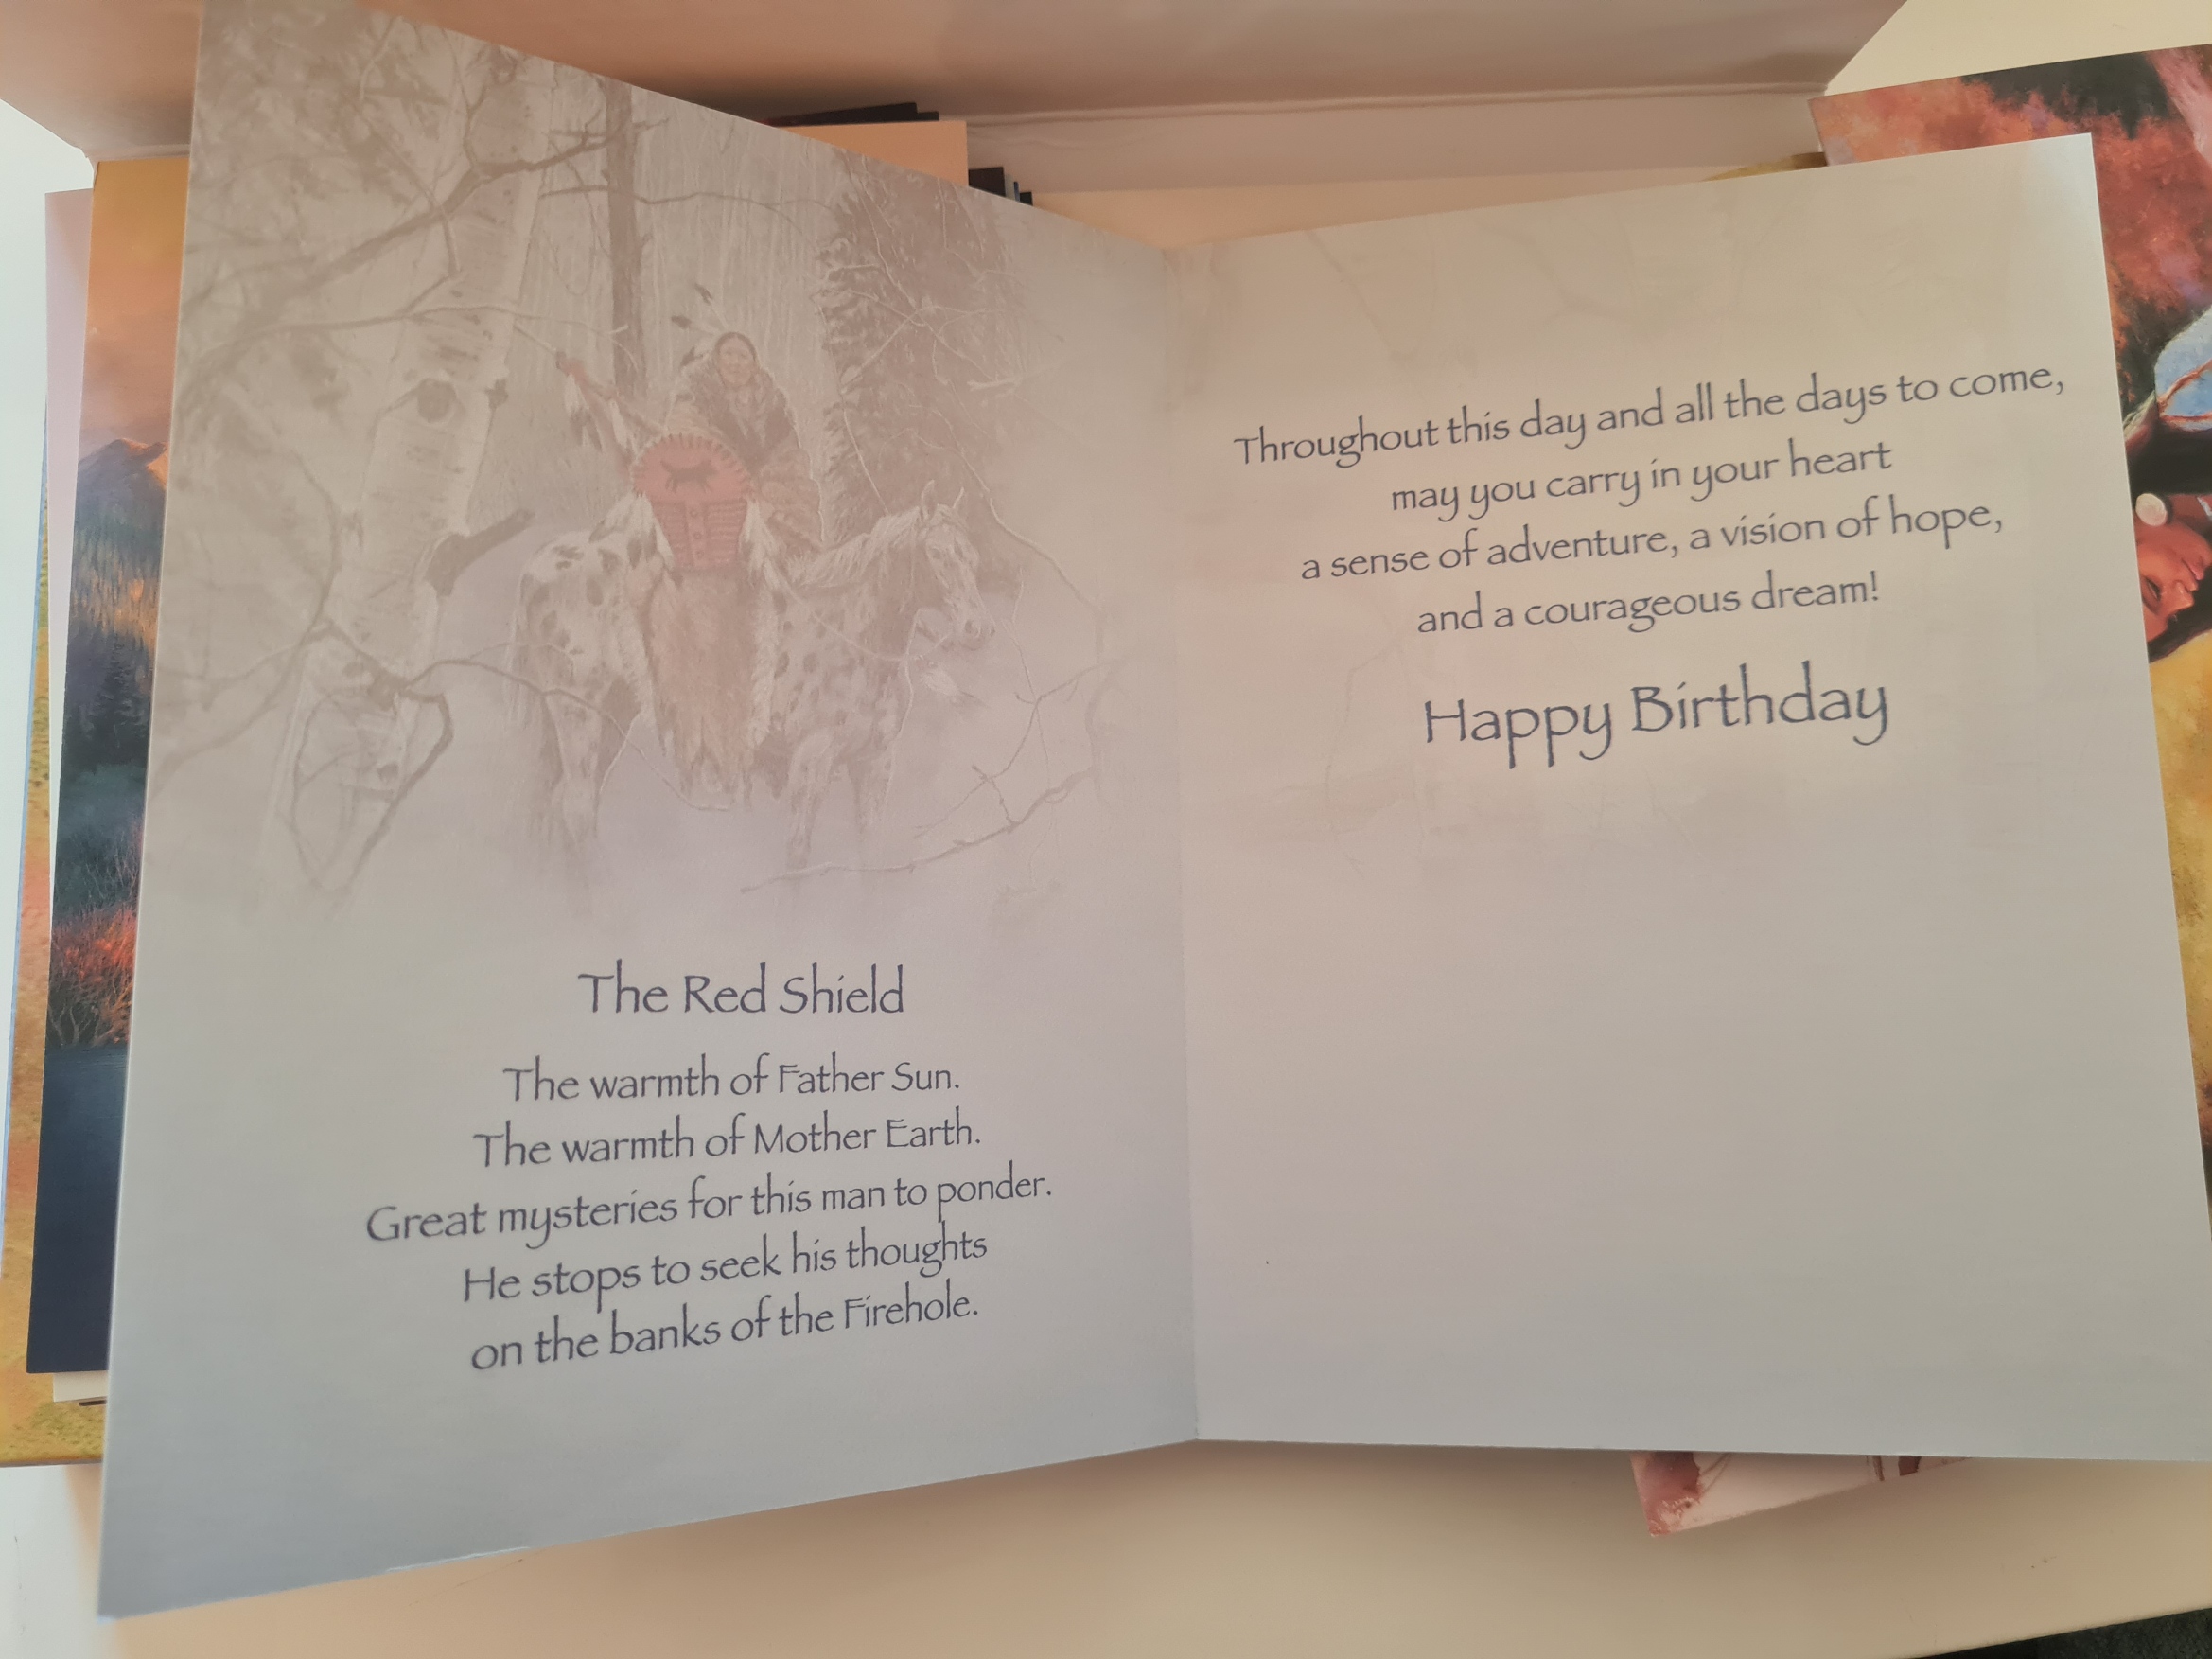 The Red Shield
The warmth of Father Sun.
The warmth of Mother Earth.
Great mysteries for this man to ponder.
He stops to seek his thoughts
on the banks of the Firehole.
Throughout this day and all the days to come,
may you carry in your heart
a sense of adventure, a vision of hope,
and a courageous dream!
Happy Birthday